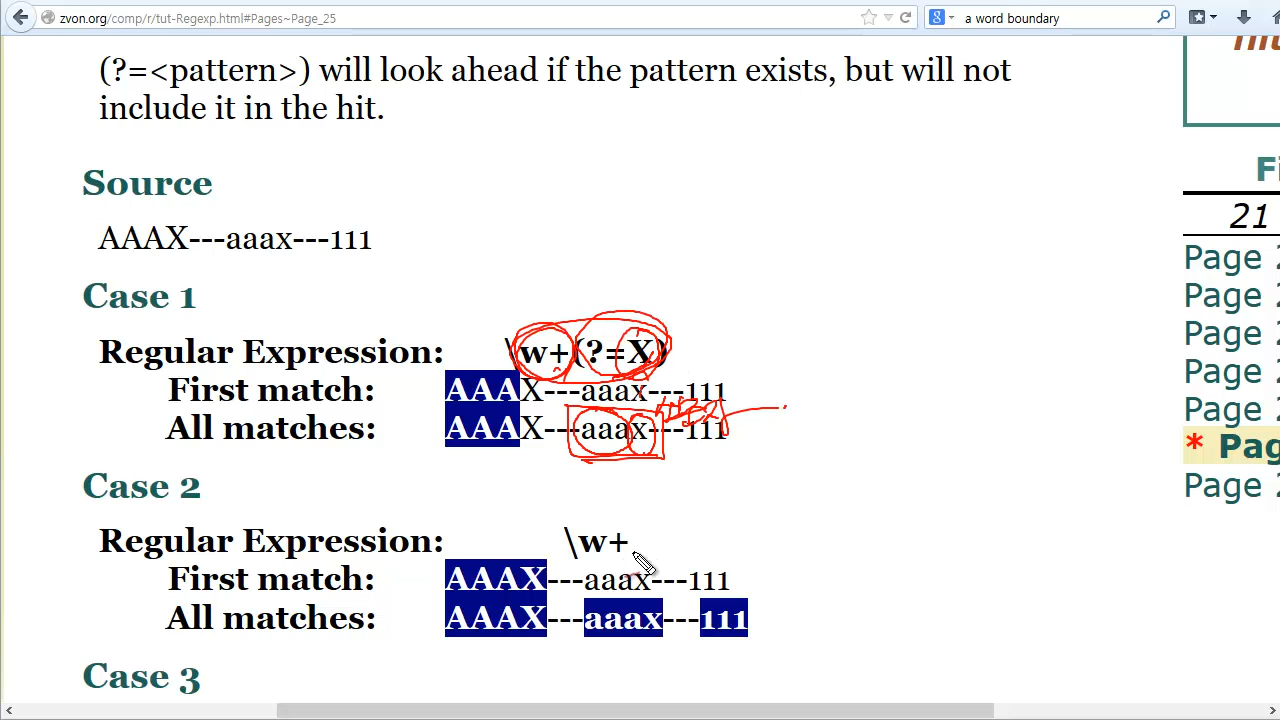 zvon.org/comp/r/tut-Regexp.html#Pages~Page_25
a word boundary
(?=<pattern>) will look ahead if the pattern exists, but will not
include it in the hit.
Source
AAAX---aaax---111
Case 1
Regular Expression: \w+(?=X)
First match: AAAX---aaax---111
All matches: AAAX---aaax---111
Case 2
Regular Expression: \w+
First match: AAAX---aaax---111
All matches: AAAX---aaax---111
Case 3
21
Page
Page
Page
Page
Page
* Pag
Page